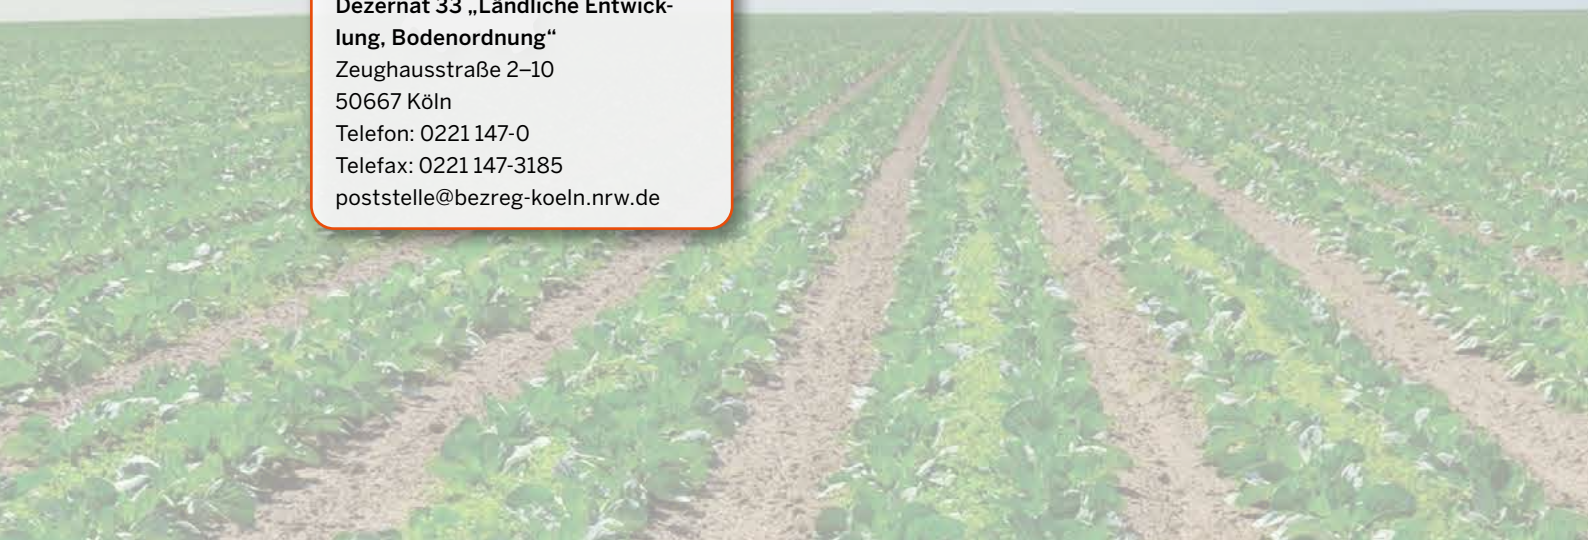 Dezernat 33 „Ländliche Entwick-
lung, Bodenordnung“
Zeughausstraße 2–10
50667 Köln
Telefon: 0221 147-0
Telefax: 0221 147-3185
poststelle@bezreg-koeln.nrw.de